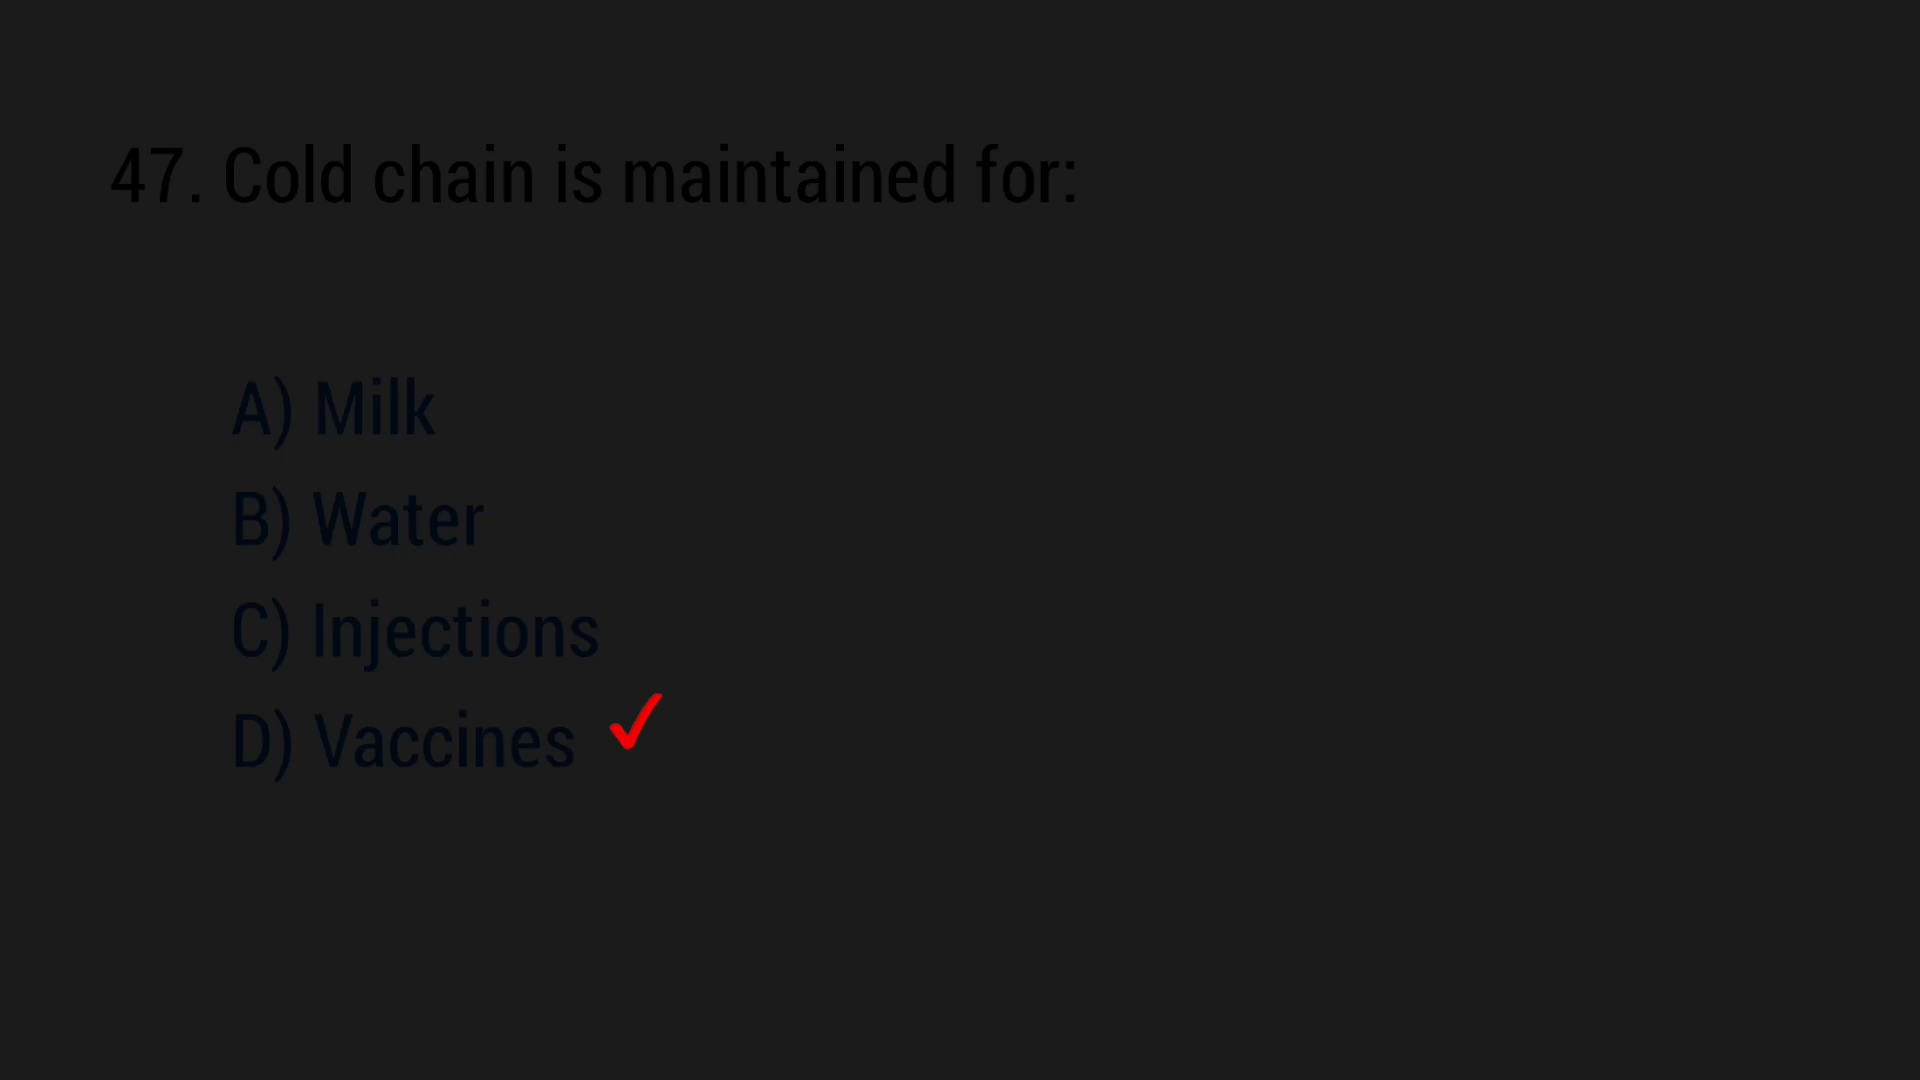 47. Cold chain is maintained for:
A) Milk
B) Water
C) Injections
D) Vaccines